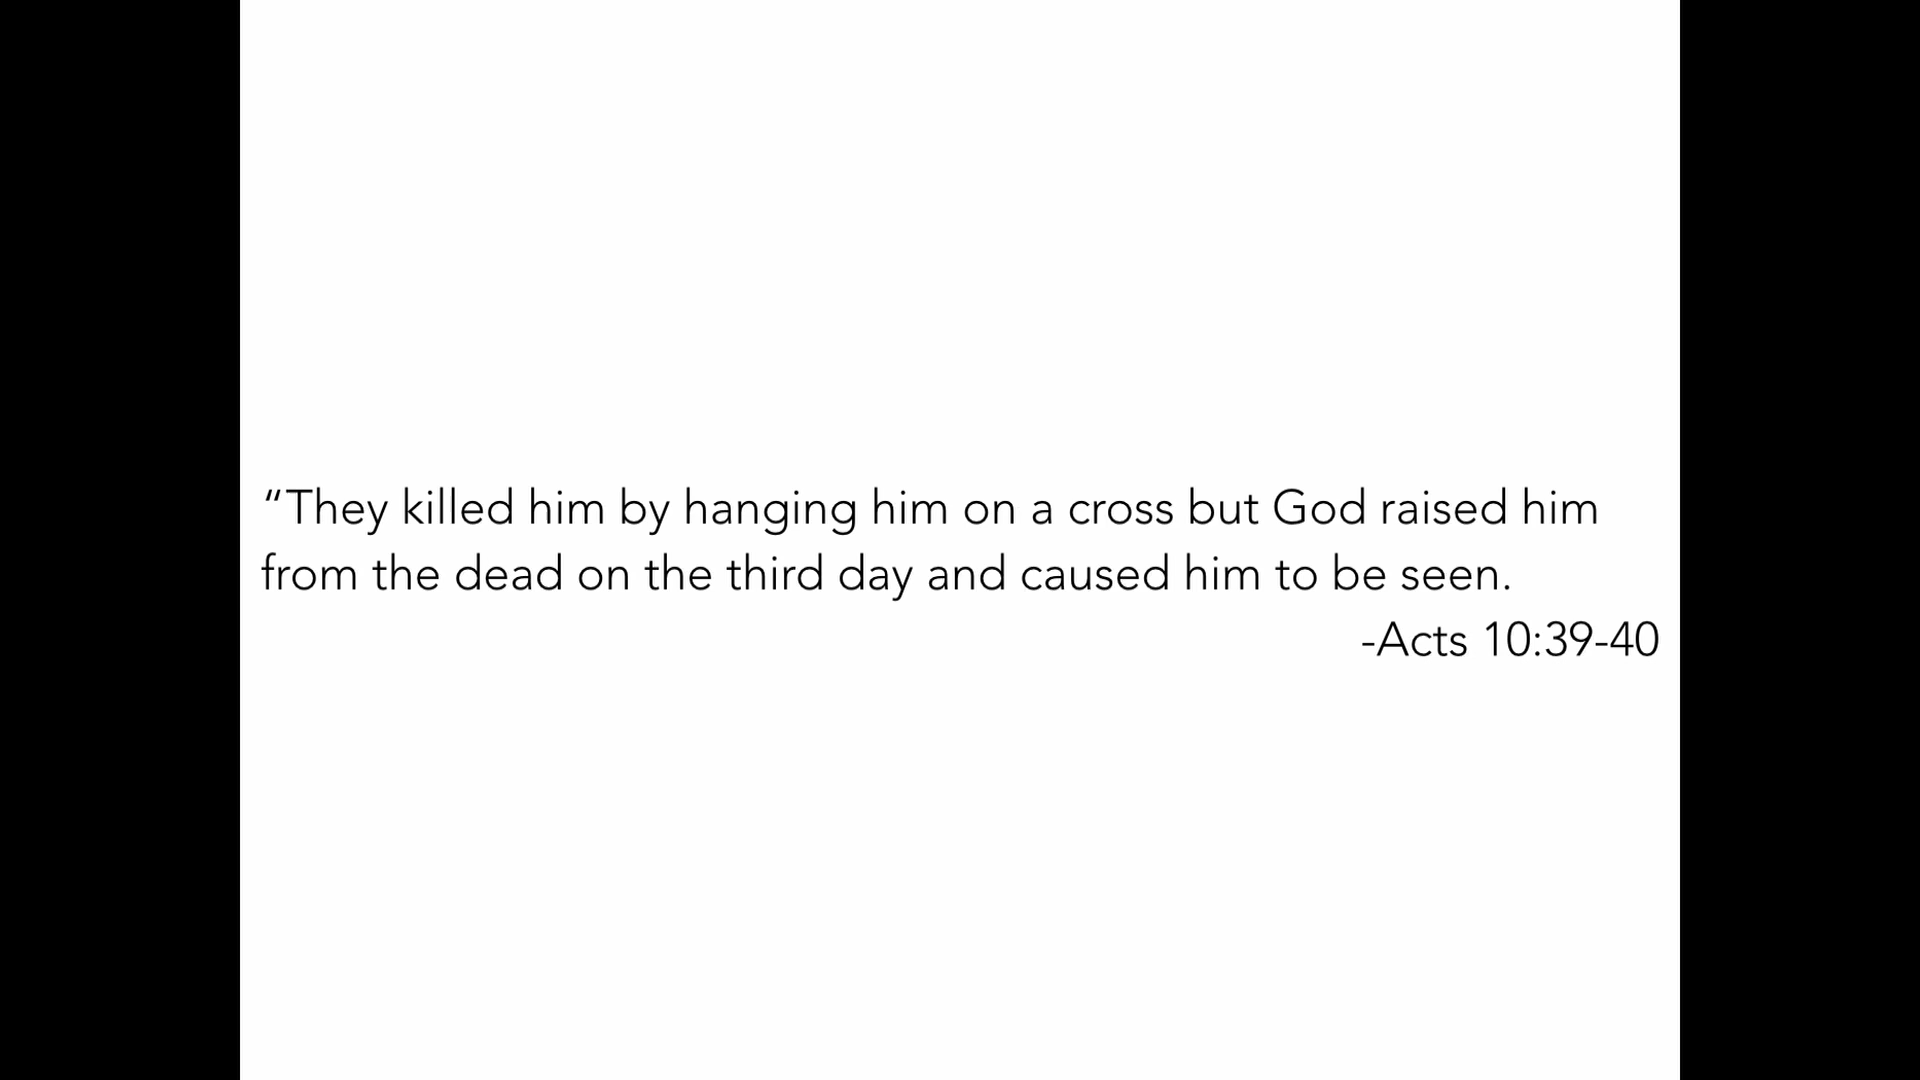 “They killed him by hanging him on a cross but God raised him
from the dead on the third day and caused him to be seen.
-Acts 10:39-40